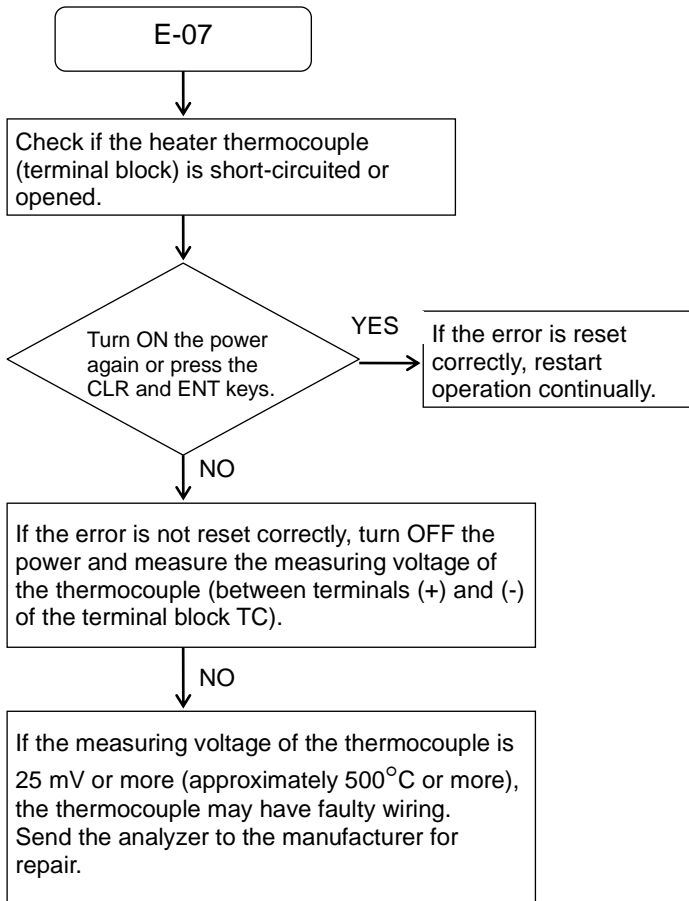 E-07
Check if the heater thermocouple
(terminal block) is short-circuited or
opened.
Turn ON the power
again or press the
CLR and ENT keys.
YES
If the error is reset
correctly, restart
operation continually.
NO
If the error is not reset correctly, turn OFF the
power and measure the measuring voltage of
the thermocouple (between terminals (+) and (-)
of the terminal block TC).
NO
If the measuring voltage of the thermocouple is
25 mV or more (approximately 500°C or more),
the thermocouple may have faulty wiring.
Send the analyzer to the manufacturer for
repair.